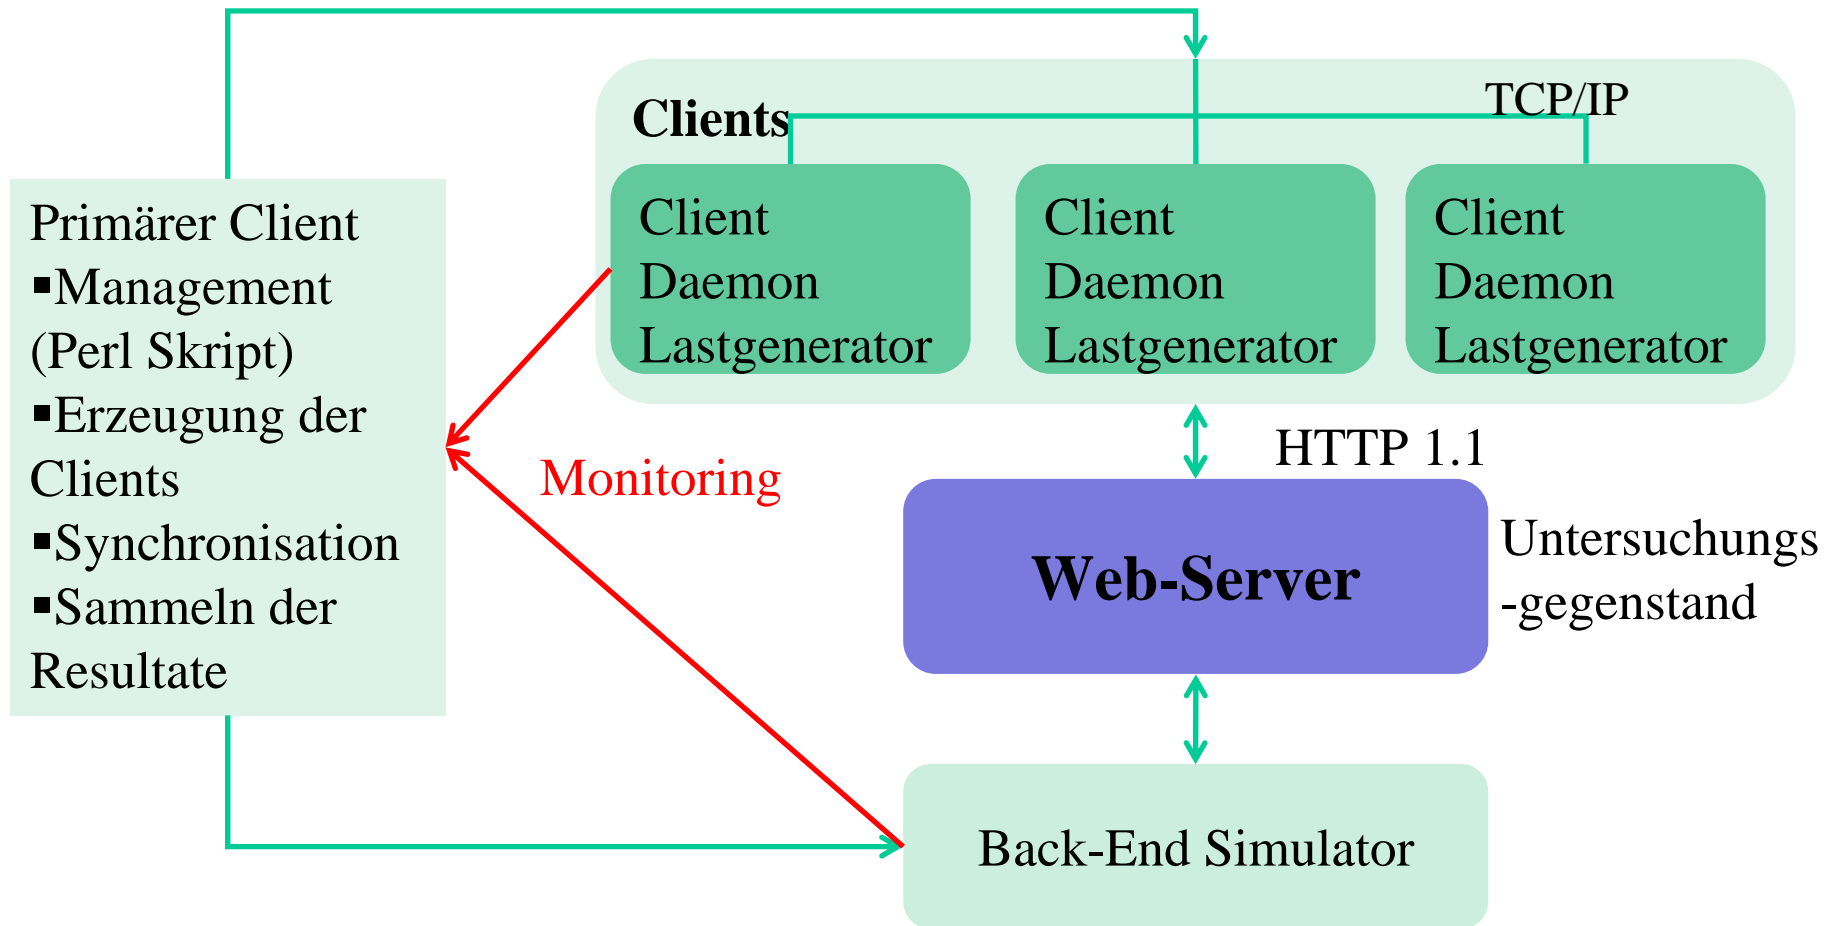 Primärer Client
▪Management
(Perl Skript)
▪Erzeugung der
Clients
▪Synchronisation
▪Sammeln der
Resultate
Clients
TCP/IP
Client
Daemon
Lastgenerator
Client
Daemon
Lastgenerator
Client
Daemon
Lastgenerator
Monitoring
HTTP 1.1
Web-Server
Untersuchungs
-gegenstand
Back-End Simulator